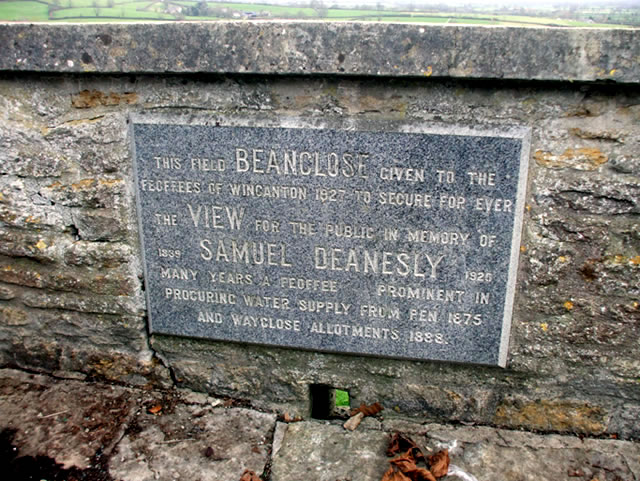 THIS FIELD BEANCLOSE GIVEN TO THE
FEOFFEES OF WINCANTON 1927 TO SECURE FOR EVER
THE VIEW FOR THE PUBLIC IN MEMORY OF
1839 SAMUEL DEANESLY 1926
MANY YEARS A FEOFFEE PROMINENT IN
PROCURING WATER SUPPLY FROM PEN 1875
AND WAYCLOSE ALLOTMENTS 1888.